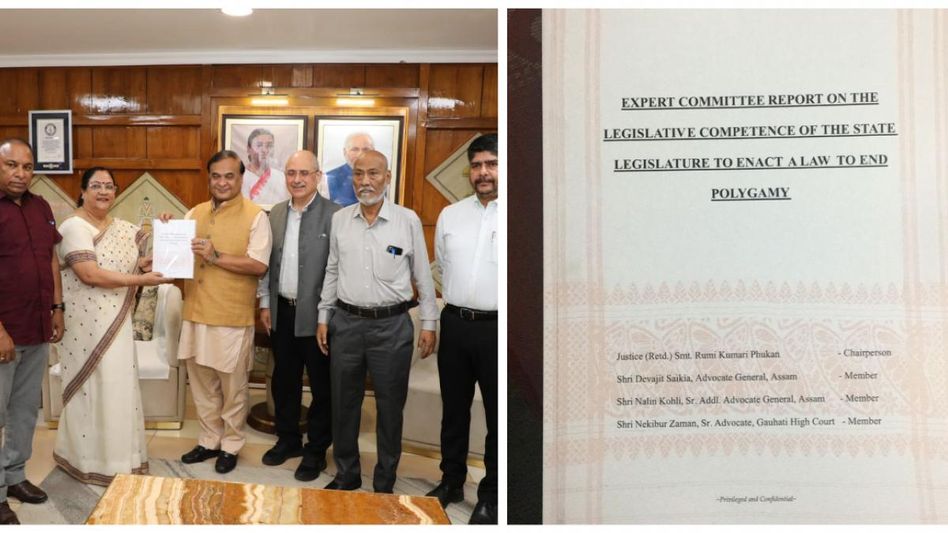 EXPERT COMMITTEE REPORT ON THE
LEGISLATIVE COMPETENCE OF THE STATE
LEGISLATURE TO ENACT A LAW TO END
POLYGAMY
Justice (Retd.) Smt. Rumi Kumari Phukan - Chairperson
Shri Devajit Saikia, Advocate General, Assam - Member
Shri Nalin Kohli, Sr. Addl. Advocate General, Assam - Member
Shri Nekibur Zaman, Sr. Advocate, Gauhati High Court - Member
~Privileged and Confidential~